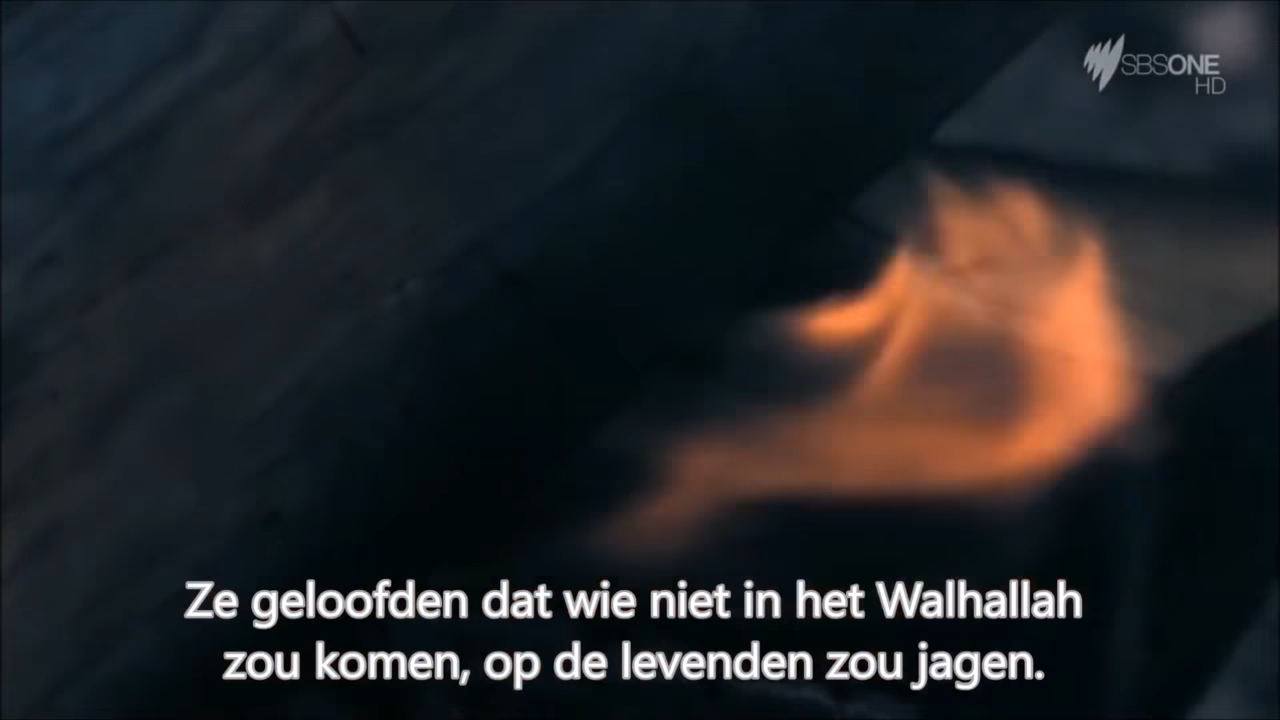 SBSONE
HD
Ze geloofden dat wie niet in het Walhallah
zou komen, op de levenden zou jagen.